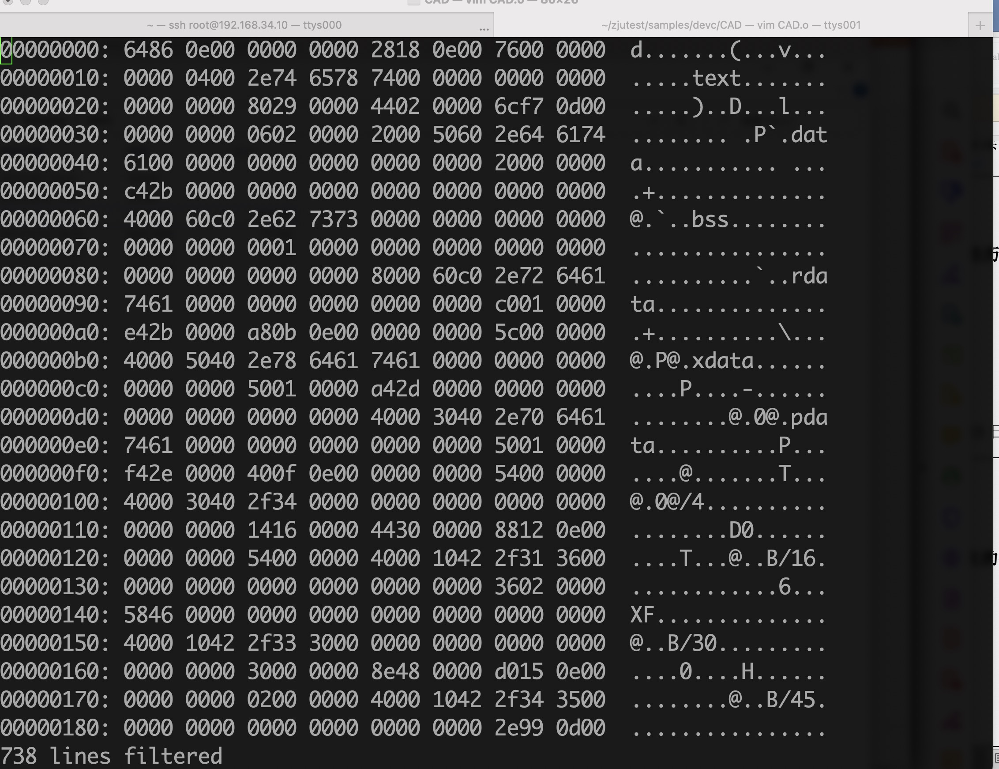 CAD — vim CAD.o — 80×26
~ — ssh root@192.168.34.10 — ttys000 ...
~/zjutest/samples/devc/CAD — vim CAD.o — ttys001 +
00000000: 6486 0e00 0000 0000 2818 0e00 7600 0000  d.......(...v...
00000010: 0000 0400 2e74 6578 7400 0000 0000 0000  .....text.......
00000020: 0000 0000 8029 0000 4402 0000 6cf7 0d00  .....)..D...l...
00000030: 0000 0000 0602 0000 2000 5060 2e64 6174  ........ .P`.dat
00000040: 6100 0000 0000 0000 0000 0000 2000 0000  a........... ...
00000050: c42b 0000 0000 0000 0000 0000 0000 0000  .+..............
00000060: 4000 60c0 2e62 7373 0000 0000 0000 0000  @.`..bss........
00000070: 0000 0000 0001 0000 0000 0000 0000 0000  ................
00000080: 0000 0000 0000 0000 8000 60c0 2e72 6461  ..........`..rda
00000090: 7461 0000 0000 0000 0000 0000 c001 0000  ta..............
000000a0: e42b 0000 a80b 0e00 0000 0000 5c00 0000  .+..........\...
000000b0: 4000 5040 2e78 6461 7461 0000 0000 0000  @.P@.xdata......
000000c0: 0000 0000 5001 0000 a42d 0000 0000 0000  ....P....-......
000000d0: 0000 0000 0000 0000 4000 3040 2e70 6461  ........@.0@.pda
000000e0: 7461 0000 0000 0000 0000 0000 5001 0000  ta..........P...
000000f0: f42e 0000 400f 0e00 0000 0000 5400 0000  ....@.......T...
00000100: 4000 3040 2f34 0000 0000 0000 0000 0000  @.0@/4..........
00000110: 0000 0000 1416 0000 4430 0000 8812 0e00  ........D0......
00000120: 0000 0000 5400 0000 4000 1042 2f31 3600  ....T...@..B/16.
00000130: 0000 0000 0000 0000 0000 0000 3602 0000  ............6...
00000140: 5846 0000 0000 0000 0000 0000 0000 0000  XF..............
00000150: 4000 1042 2f33 3000 0000 0000 0000 0000  @..B/30.........
00000160: 0000 0000 3000 0000 8e48 0000 d015 0e00  ....0....H......
00000170: 0000 0000 0200 0000 4000 1042 2f34 3500  ........@..B/45.
00000180: 0000 0000 0000 0000 0000 0000 2e99 0d00  ................
738 lines filtered